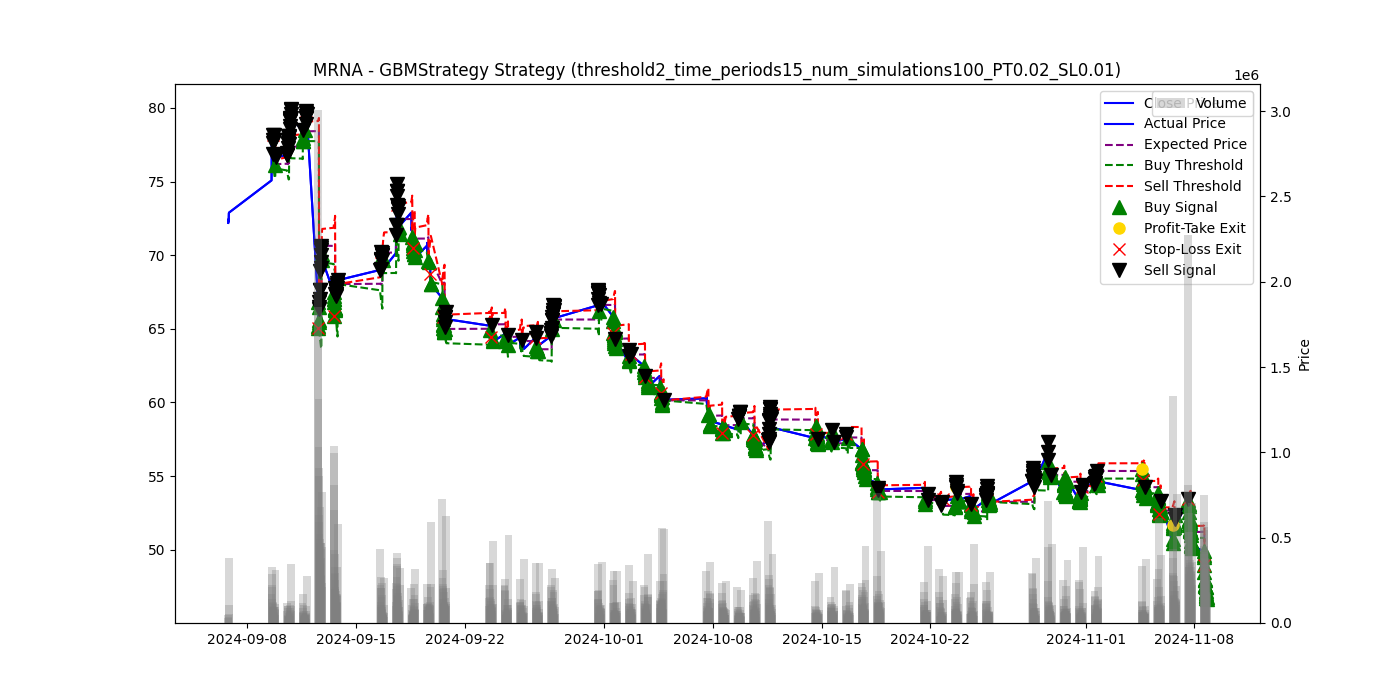 MRNA - GBMStrategy Strategy (threshold2_time_periods15_num_simulations100_PT0.02_SL0.01)
1e6
80
75
70
65
60
55
50
3.0
2.5
2.0
1.5
1.0
0.5
0.0
Price
Volume
Actual Price
Expected Price
Buy Threshold
Sell Threshold
Buy Signal
Profit-Take Exit
Stop-Loss Exit
Sell Signal
2024-09-08
2024-09-15
2024-09-22
2024-10-01
2024-10-08
2024-10-15
2024-10-22
2024-11-01
2024-11-08